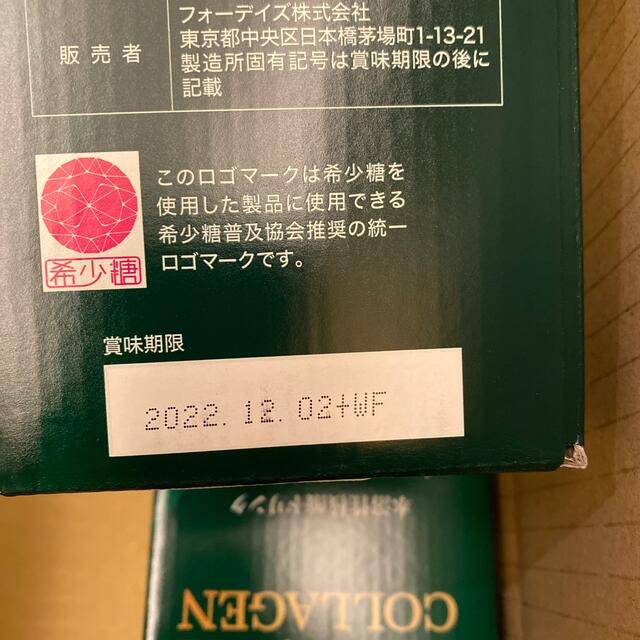 販売者
フォーデイズ株式会社
東京都中央区日本橋茅場町1-13-21
製造所固有記号は賞味期限の後に
記載
このロゴマークは希少糖を
使用した製品に使用できる
希少糖普及協会推奨の統一
ロゴマークです。
希少糖
賞味期限
2022.12.02+WF
COLLAGEN